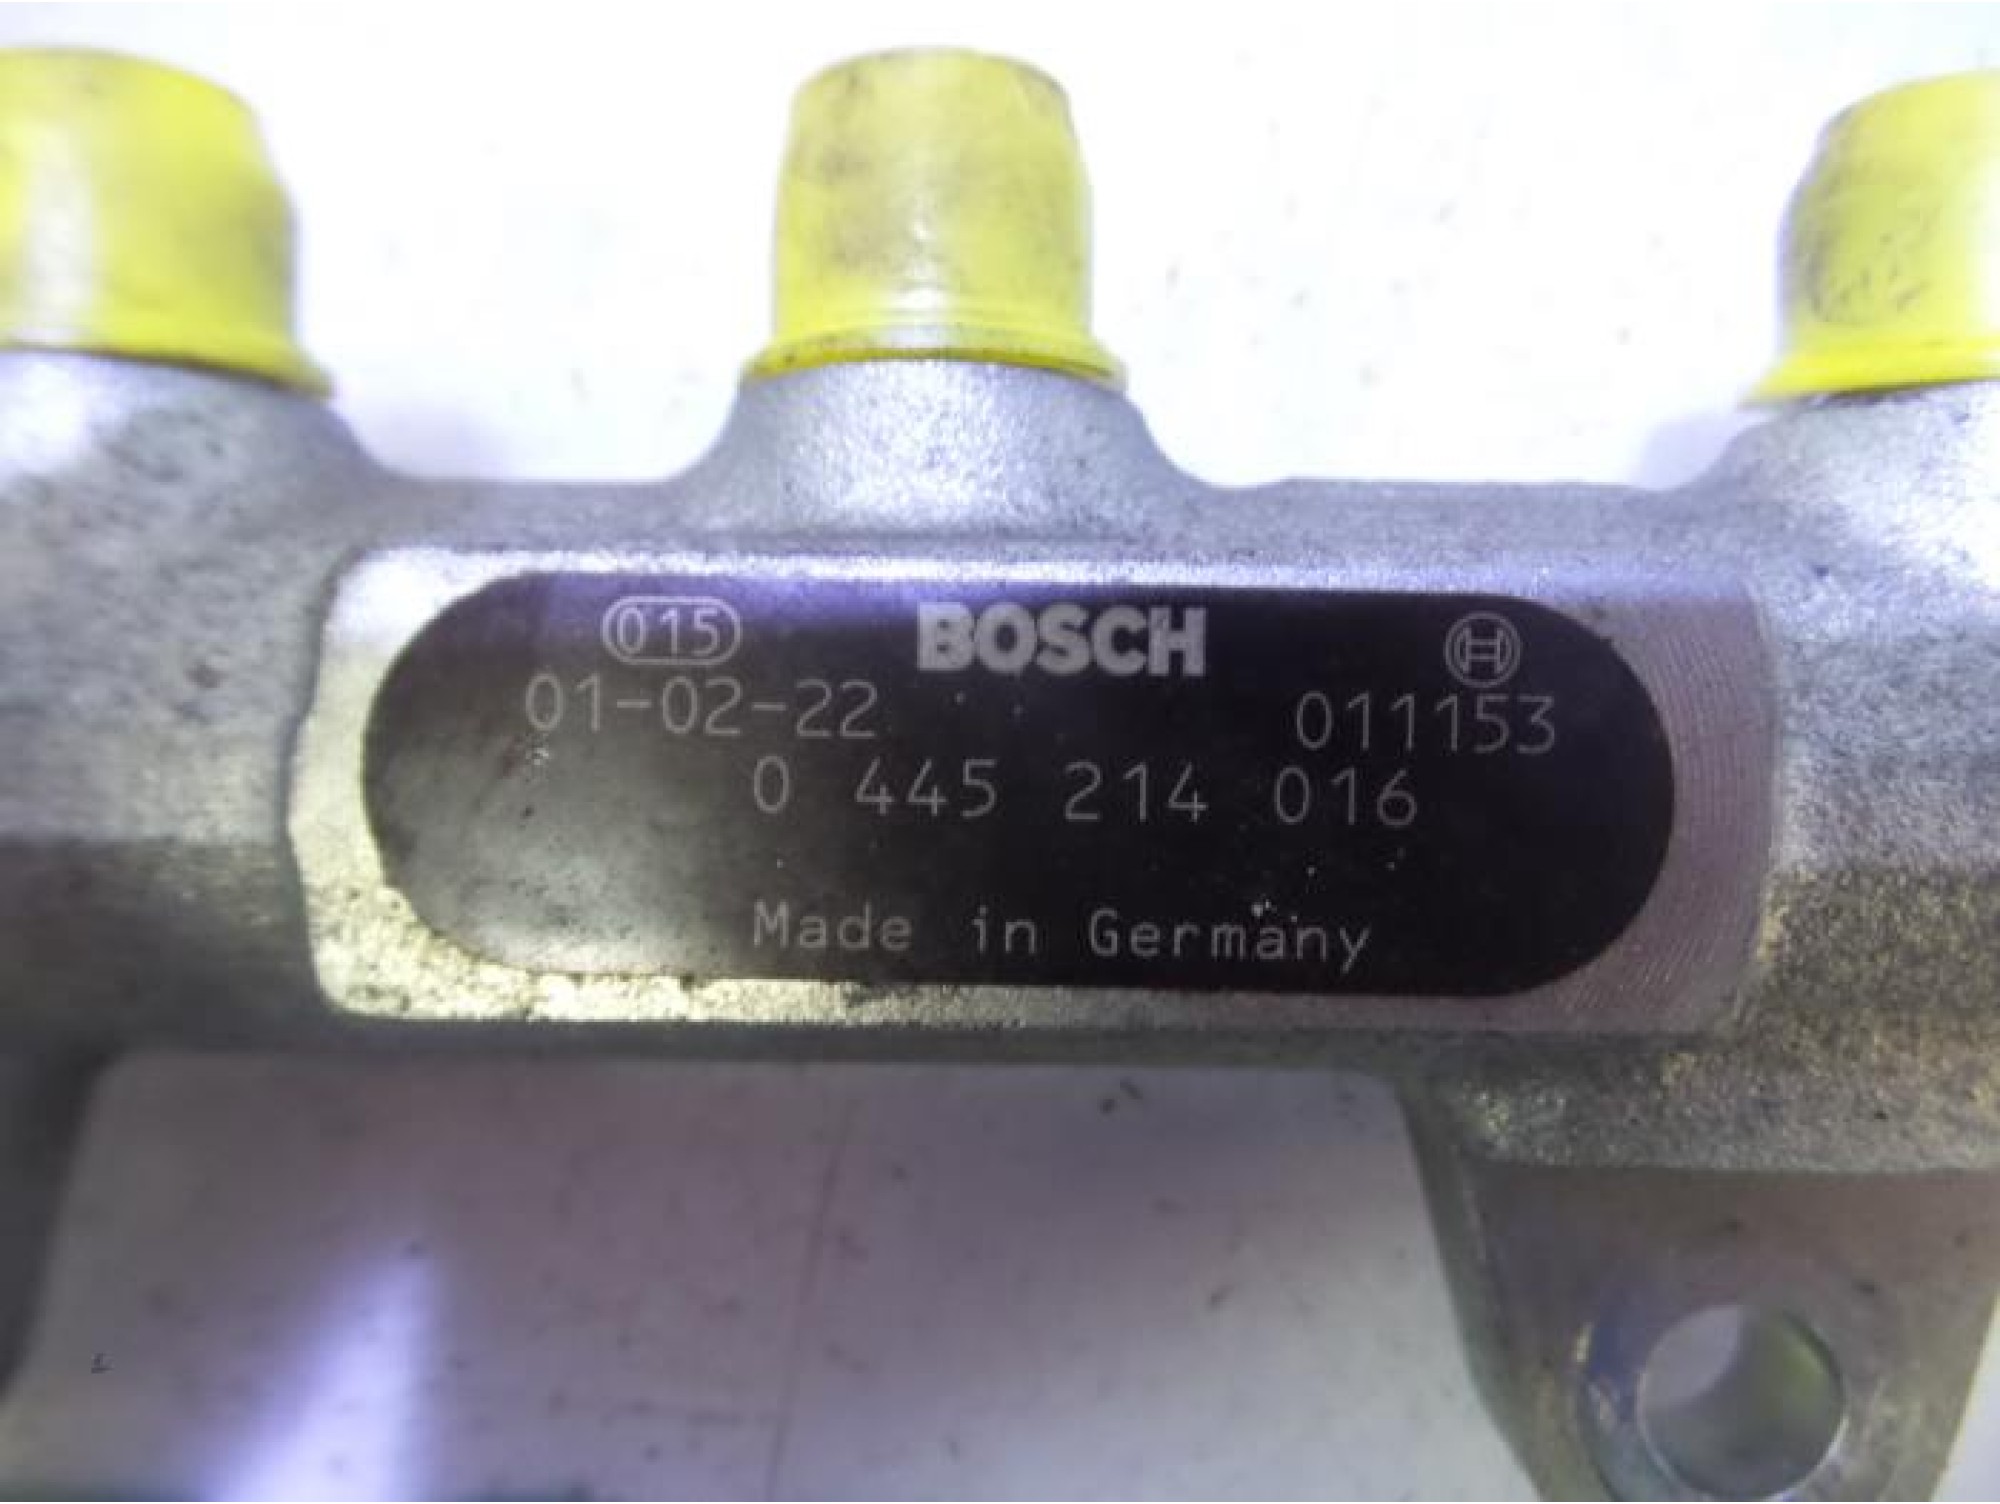 015 BOSCH
01-02-22 011153
0 445 214 016
Made in Germany